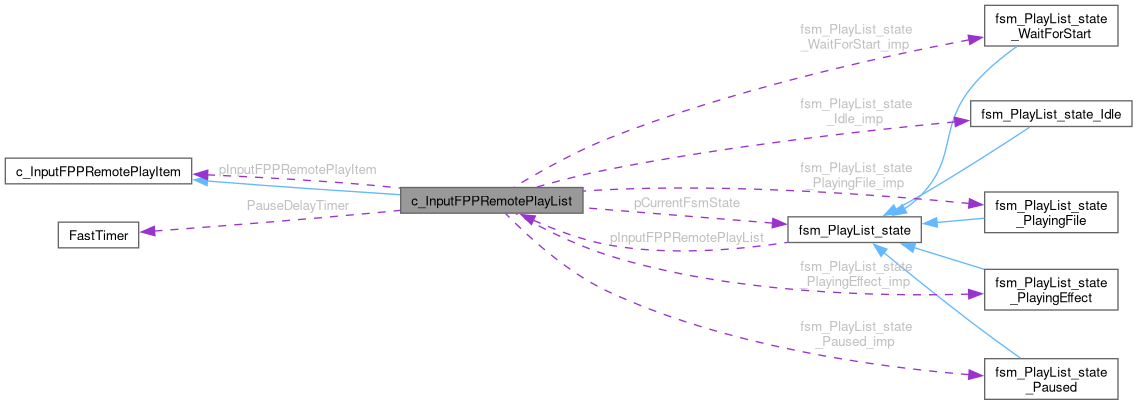 fsm_PlayList_state
_WaitForStart
fsm_PlayList_state
_WaitForStart_imp
fsm_PlayList_state
_Idle_imp
fsm_PlayList_state_Idle
c_InputFPPRemotePlayItem
pInputFPPRemotePlayItem
fsm_PlayList_state
_PlayingFile_imp
c_InputFPPRemotePlayList
PauseDelayTimer
pCurrentFsmState
fsm_PlayList_state
_PlayingFile
FastTimer
pInputFPPRemotePlayList
fsm_PlayList_state
fsm_PlayList_state
_PlayingEffect_imp
fsm_PlayList_state
_PlayingEffect
fsm_PlayList_state
_Paused_imp
fsm_PlayList_state
_Paused